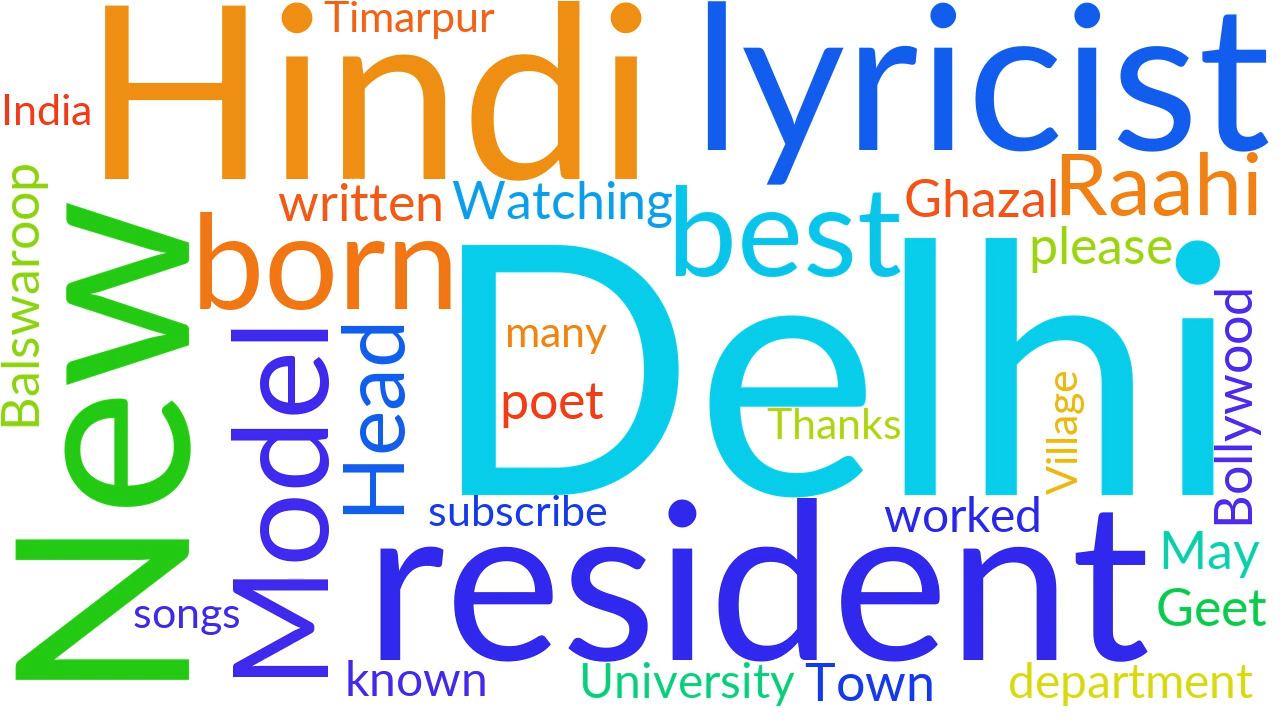 Timarpur
Hindi
lyricist
India
Balswaroop
written
Watching
best
Ghazal
Raahi
please
New
born
Delhi
many
poet
Thanks
Village
Bollywood
Model
Head
subscribe
worked
resident
May
Geet
songs
known
University
Town
department